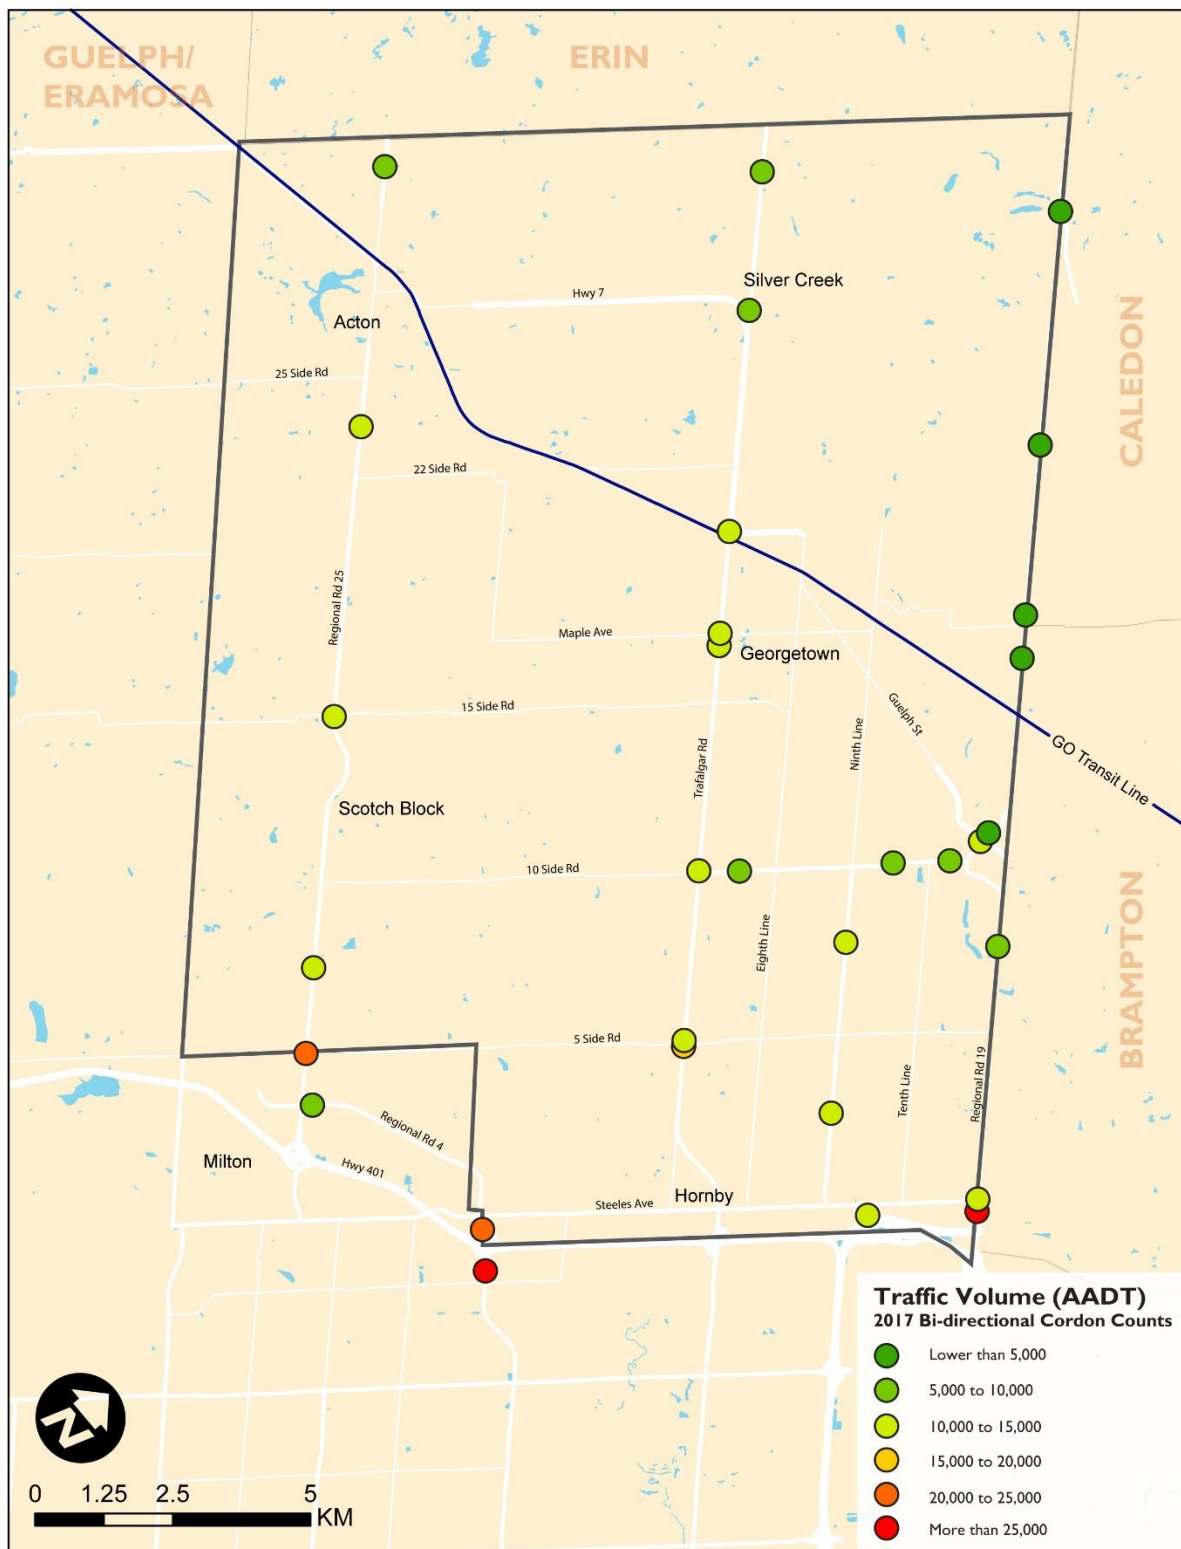 GUELPH/
ERAMOSA
ERIN
Silver Creek
Hwy 7
Acton
CALEDON
25 Side Rd
22 Side Rd
Regional Rd 25
Maple Ave
Georgetown
15 Side Rd
Guelph St
Ninth Line
Trafalgar Rd
GO Transit Line
Scotch Block
10 Side Rd
Eighth Line
BRAMPTON
5 Side Rd
Tenth Line
Regional Rd 19
Regional Rd 4
Milton
Hwy 401
Hornby
Steeles Ave
Traffic Volume (AADT)
2017 Bi-directional Cordon Counts
Lower than 5,000
5,000 to 10,000
10,000 to 15,000
15,000 to 20,000
20,000 to 25,000
More than 25,000
N
0 1.25 2.5 5
KM